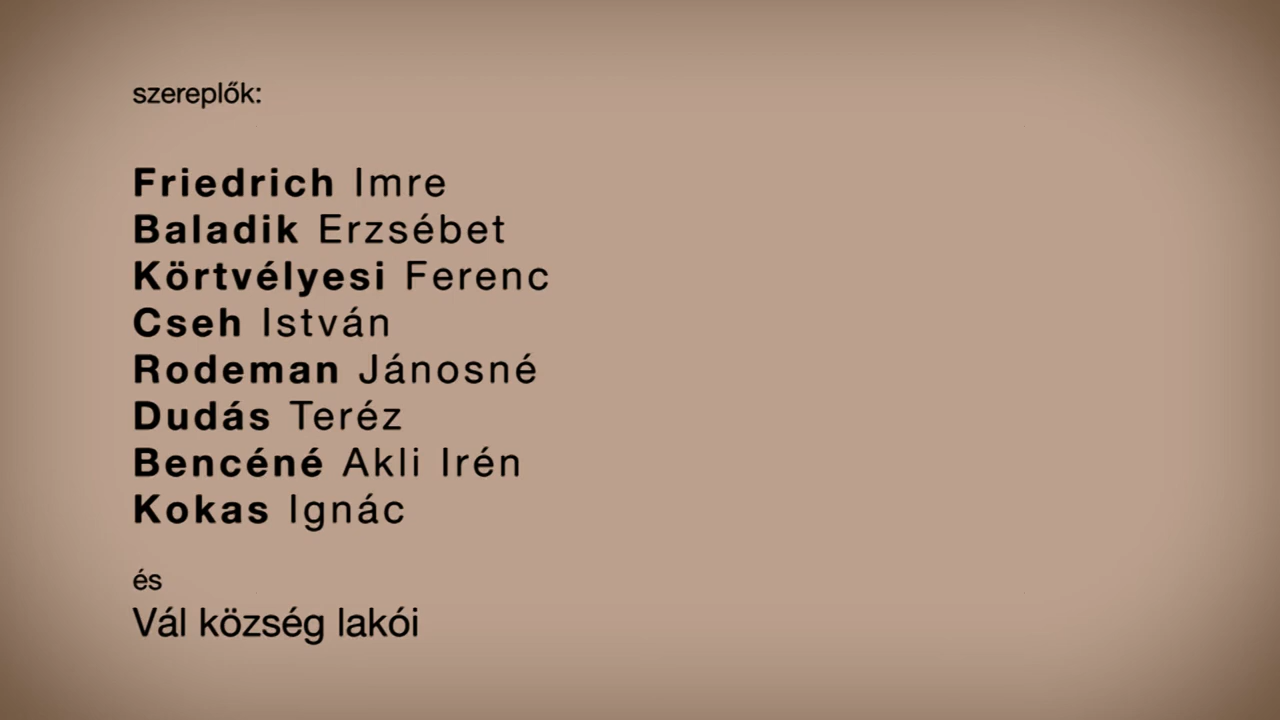 szereplők:
Friedrich Imre
Baladik Erzsébet
Körtvélyesi Ferenc
Cseh István
Rodeman Jánosné
Dudás Teréz
Bencéné Akli Irén
Kokas Ignác
és
Vál község lakói